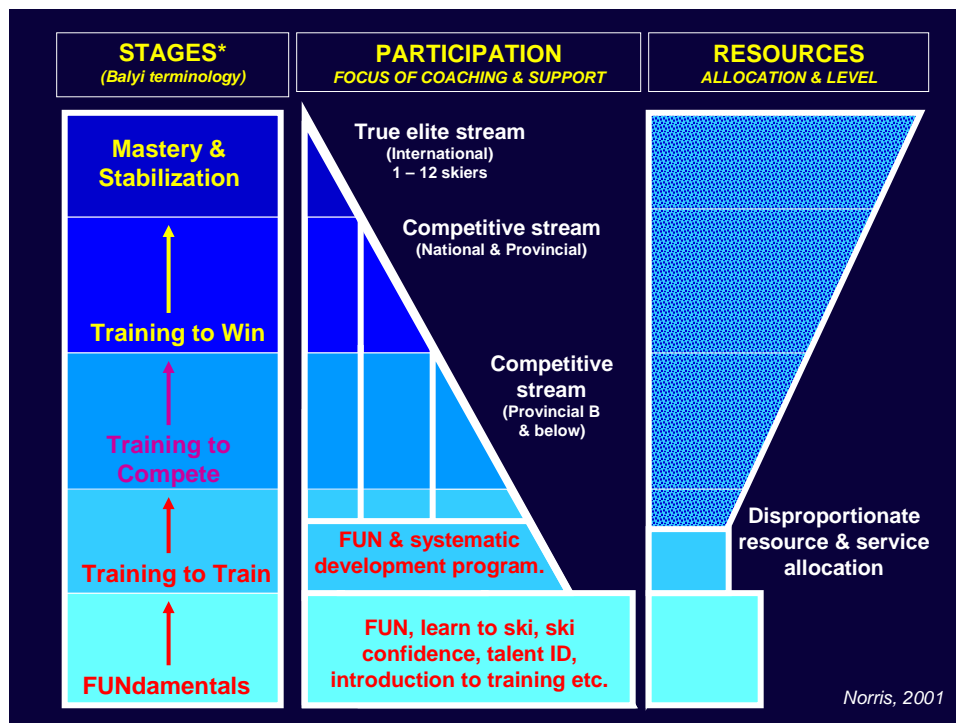 STAGES*
(Balyi terminology)
PARTICIPATION
FOCUS OF COACHING & SUPPORT
RESOURCES
ALLOCATION & LEVEL
Mastery &
Stabilization
Training to Win
Training to
Compete
Training to Train
FUNdamentals
True elite stream
(International)
1 – 12 skiers
Competitive stream
(National & Provincial)
Competitive
stream
(Provincial B
& below)
FUN & systematic
development program.
FUN, learn to ski, ski
confidence, talent ID,
introduction to training etc.
Disproportionate
resource & service
allocation
Norris, 2001